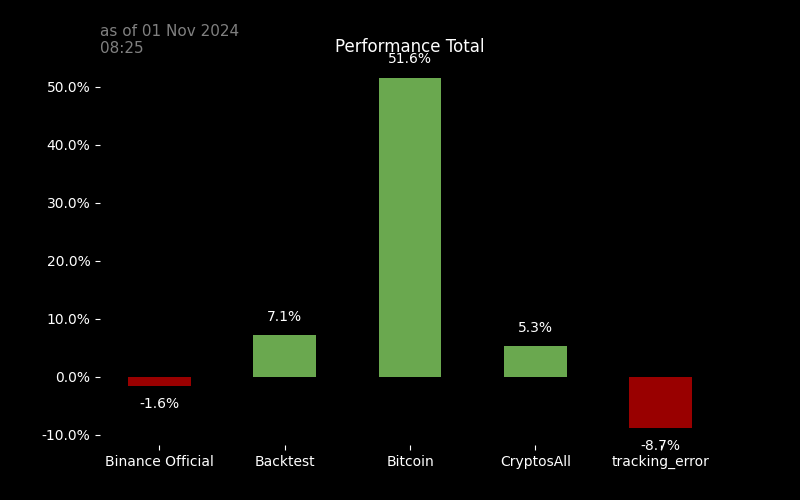 as of 01 Nov 2024
08:25
Performance Total
51.6%
50.0%
40.0%
30.0%
20.0%
10.0%
0.0%
-10.0%
7.1%
5.3%
-1.6%
-8.7%
Binance Official
Backtest
Bitcoin
CryptosAll
tracking_error